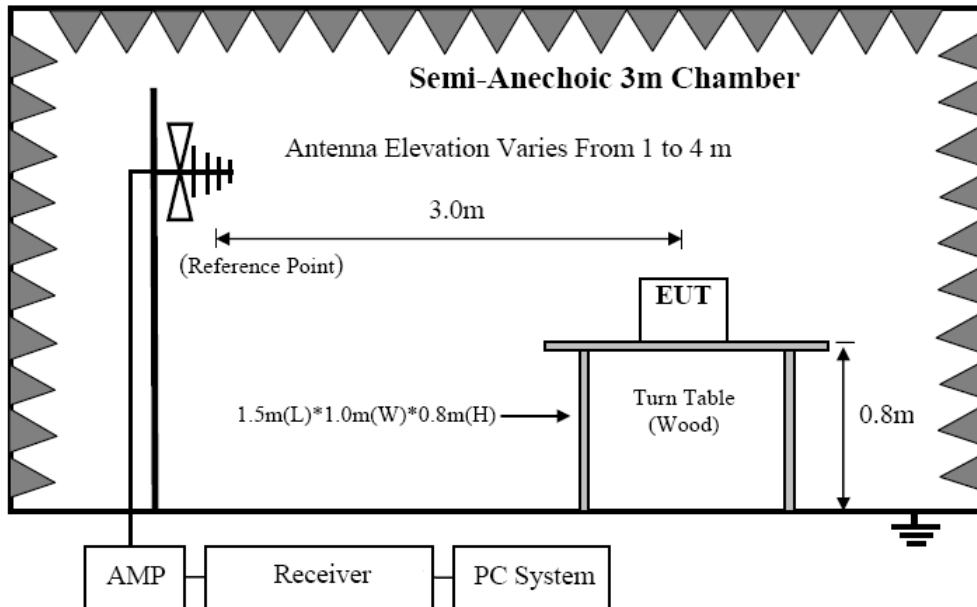 Semi-Anechoic 3m Chamber
Antenna Elevation Varies From 1 to 4 m
3.0m
(Reference Point)
EUT
1.5m(L)*1.0m(W)*0.8m(H)
Turn Table
(Wood)
0.8m
AMP
Receiver
PC System